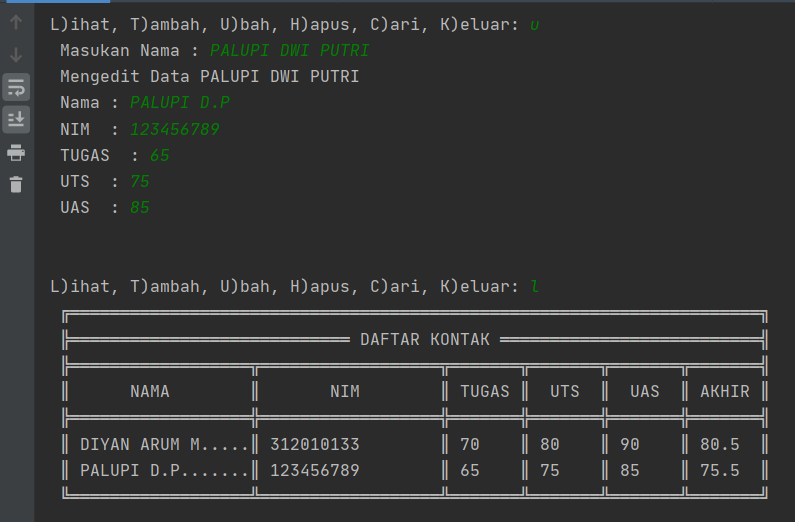 L)ihat, T)ambah, U)bah, H)apus, C)ari, K)eluar: u
Masukan Nama : PALUPI DWI PUTRI
Mengedit Data PALUPI DWI PUTRI
Nama : PALUPI D.P
NIM  : 123456789
TUGAS  : 65
UTS  : 75
UAS  : 85
L)ihat, T)ambah, U)bah, H)apus, C)ari, K)eluar: l
DAFTAR KONTAK
NAMA NIM TUGAS UTS UAS AKHIR
DIYAN ARUM M..... 312010133 70 80 90 80.5
PALUPI D.P....... 123456789 65 75 85 75.5